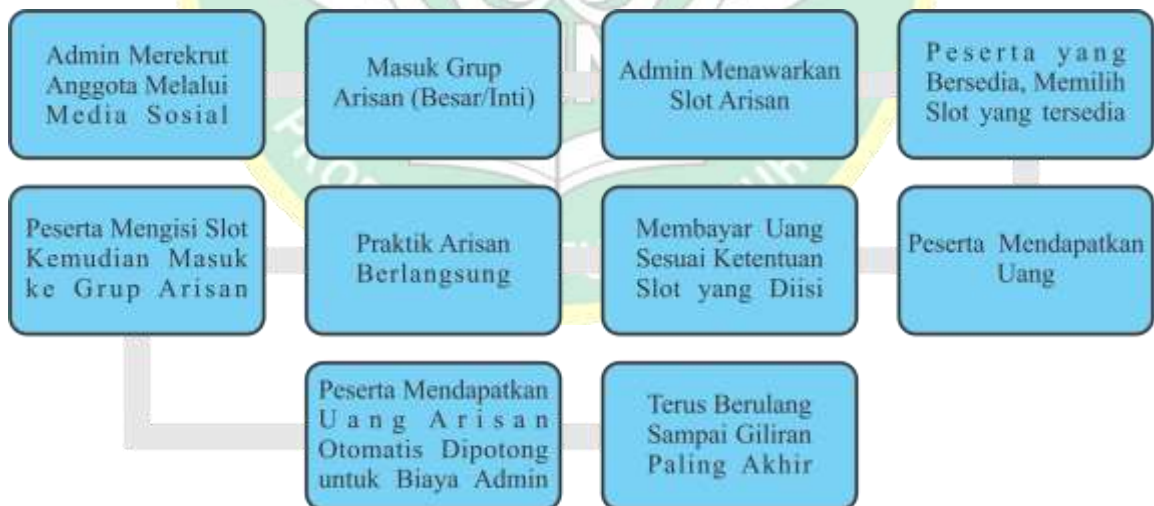 Admin Merekrut
Anggota Melalui
Media Sosial
Masuk Grup
Arisan (Besar/Inti)
Admin Menawarkan
Slot Arisan
Peserta yang
Bersedia, Memilih
Slot yang tersedia
Peserta Mengisi Slot
Kemudian Masuk
ke Grup Arisan
Praktik Arisan
Berlangsung
Membayar Uang
Sesuai Ketentuan
Slot yang Diisi
Peserta Mendapatkan
Uang
Peserta Mendapatkan
Uang Arisan
Otomatis Dipotong
untuk Biaya Admin
Terus Berulang
Sampai Giliran
Paling Akhir